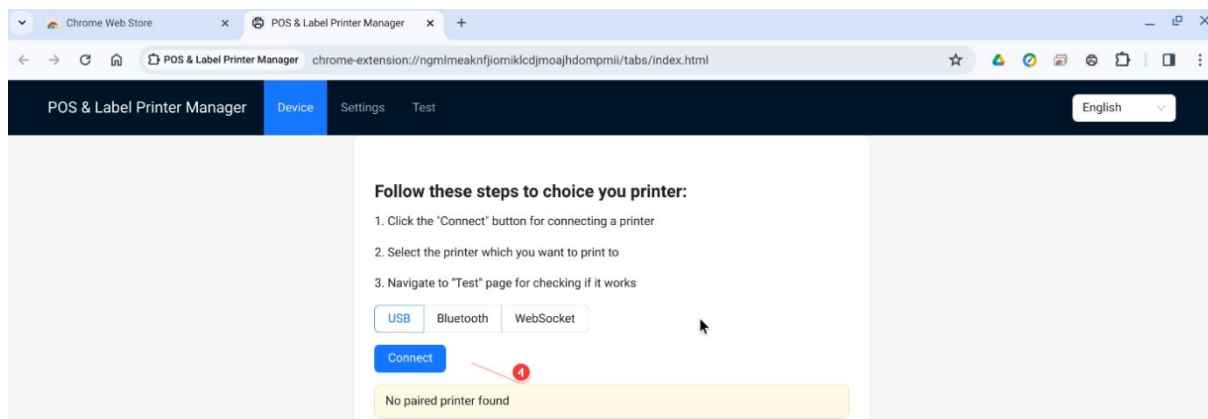 Chrome Web Store
POS & Label Printer Manager
POS & Label Printer Manager chrome-extension://ngmlmeaknfjiomiklcdjmoajhdompmii/tabs/index.html
POS & Label Printer Manager Device Settings Test English
Follow these steps to choice you printer:
1. Click the "Connect" button for connecting a printer
2. Select the printer which you want to print to
3. Navigate to "Test" page for checking if it works
USB Bluetooth WebSocket
Connect
4
No paired printer found